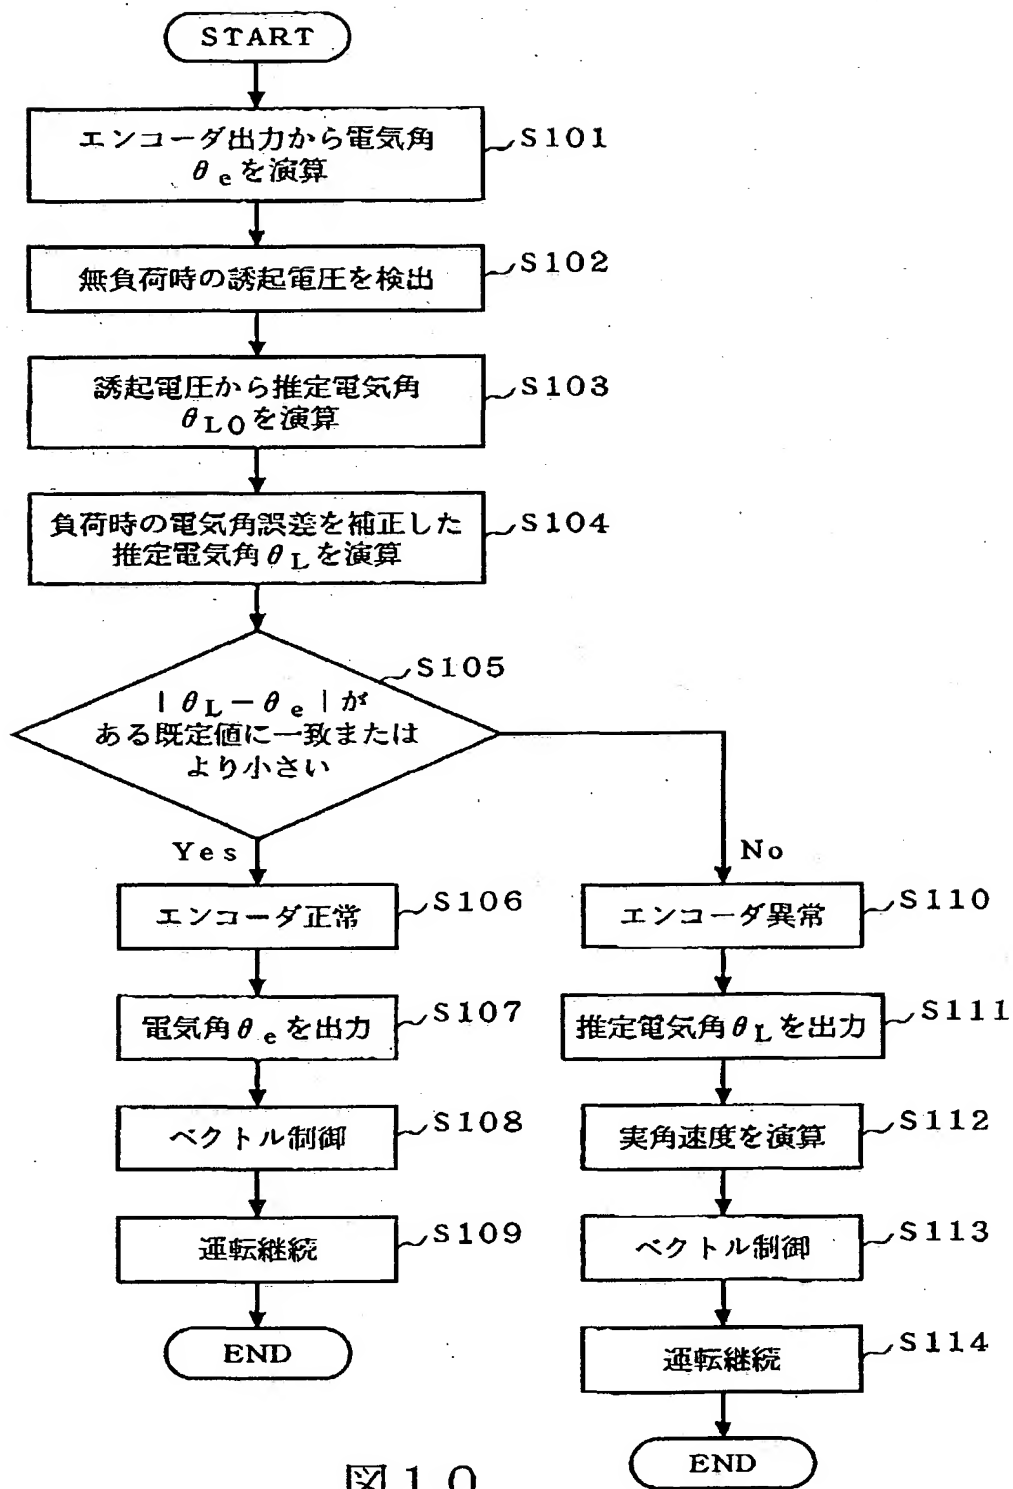 START
エンコーダ出力から電気角
θeを演算
S101
無負荷時の誘起電圧を検出
S102
誘起電圧から推定電気角
θL0を演算
S103
負荷時の電気角誤差を補正した
推定電気角θLを演算
S104
S105
|θL-θe|が
ある既定値に一致または
より小さい
Yes
No
エンコーダ正常
S106
電気角θeを出力
S107
ベクトル制御
S108
運転継続
S109
END
エンコーダ異常
S110
推定電気角θLを出力
S111
実角速度を演算
S112
ベクトル制御
S113
運転継続
S114
END
図10